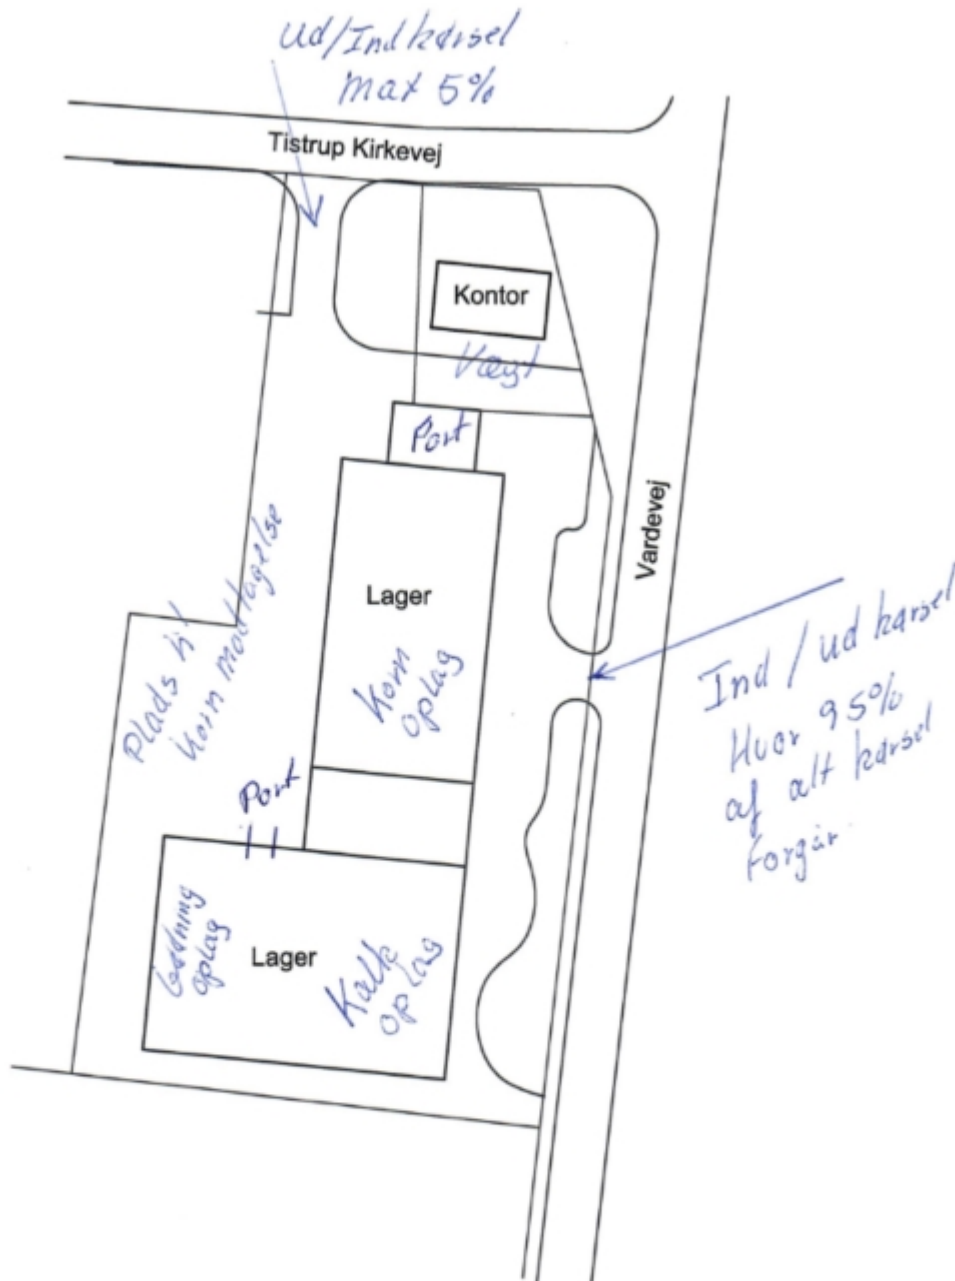 Ud/Ind kørsel
Max 5%
Tistrup Kirkevej
Kontor
Vægt
Port
Vardevej
Lager
Korn
oplag
Plads til
korn modtagelse
Ind / ud kørsel
Hvor 95%
af alt kørsel
Forgår
Port
Gødning
oplag
Lager
Kalk
oplag